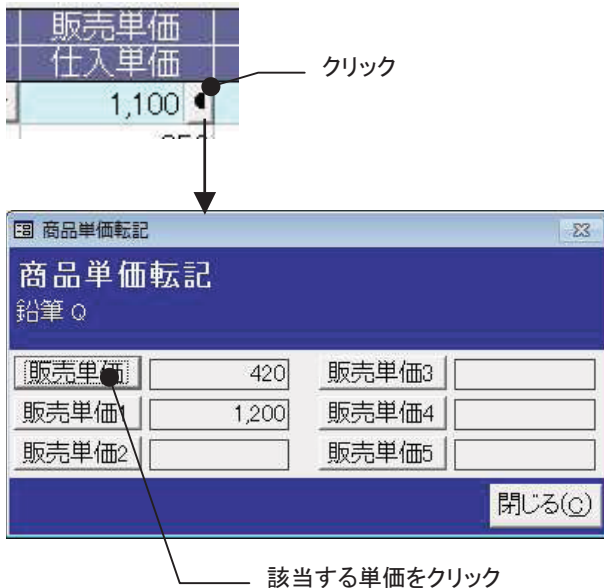 販売単価
仕入単価
クリック
1,100
商品単価転記
商品単価転記
鉛筆 Q
販売単価 420 販売単価3
販売単価1 1,200 販売単価4
販売単価2 販売単価5
閉じる(C)
該当する単価をクリック